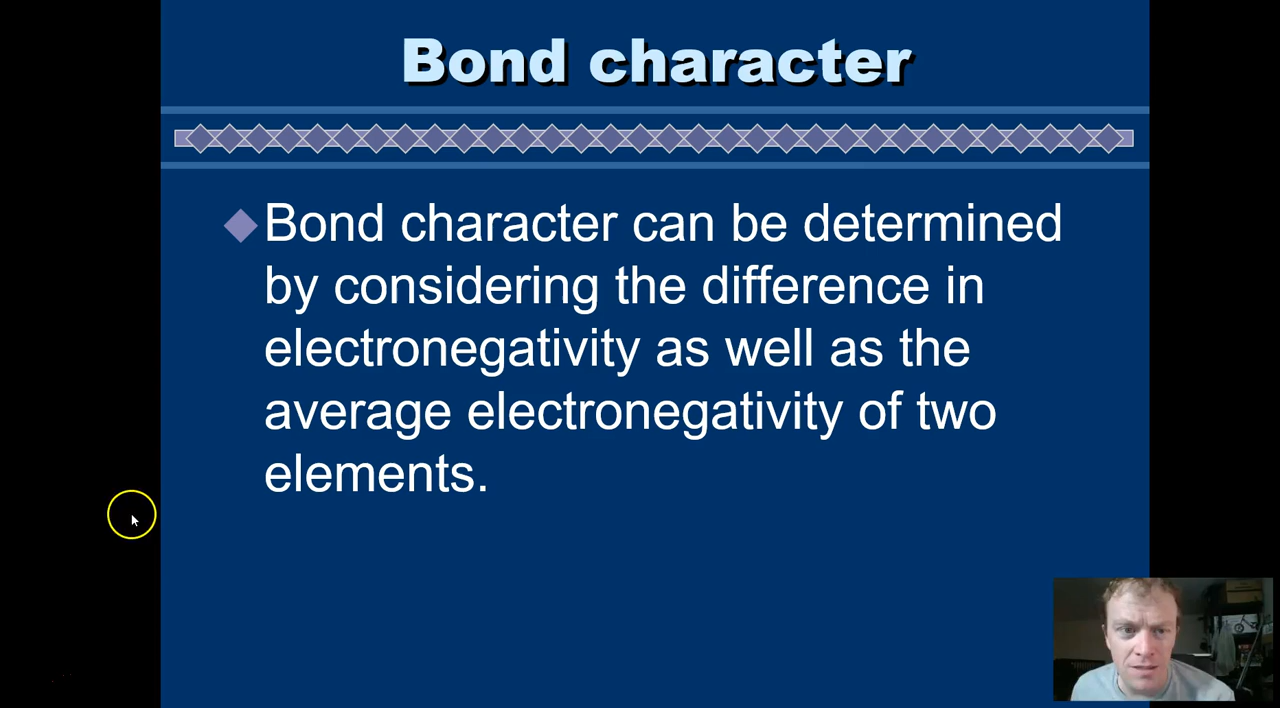 Bond character
Bond character can be determined
by considering the difference in
electronegativity as well as the
average electronegativity of two
elements.